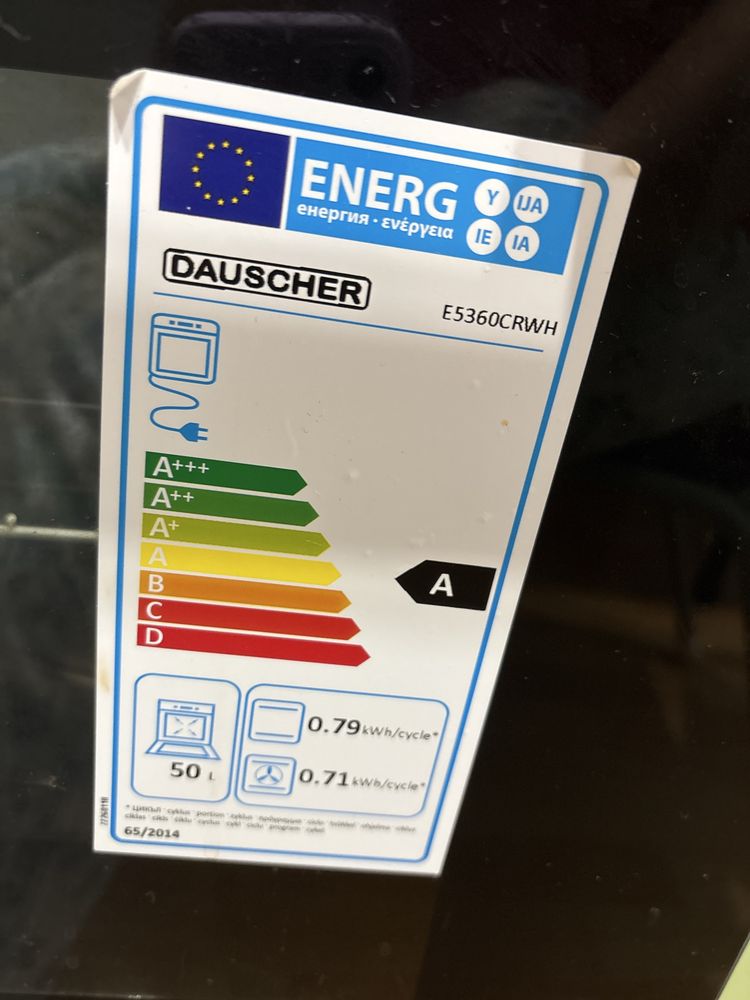 ENERG Y IJA
енергия · ενέργεια IE IA
DAUSCHER
E5360CRWH
A+++
A++
A+
A
B
C
D
A
50 L
0.79 kWh/cycle*
0.71 kWh/cycle*
65/2014